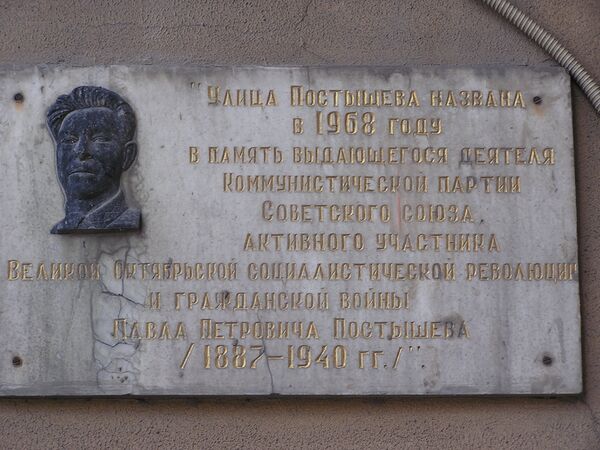 "Улица Постышева названа
в 1968 году
в память выдающегося деятеля
Коммунистической партии
Советского союза,
активного участника
Великой Октябрьской социалистической революции
и гражданской войны
Павла Петровича Постышева
/1887-1940 гг./"